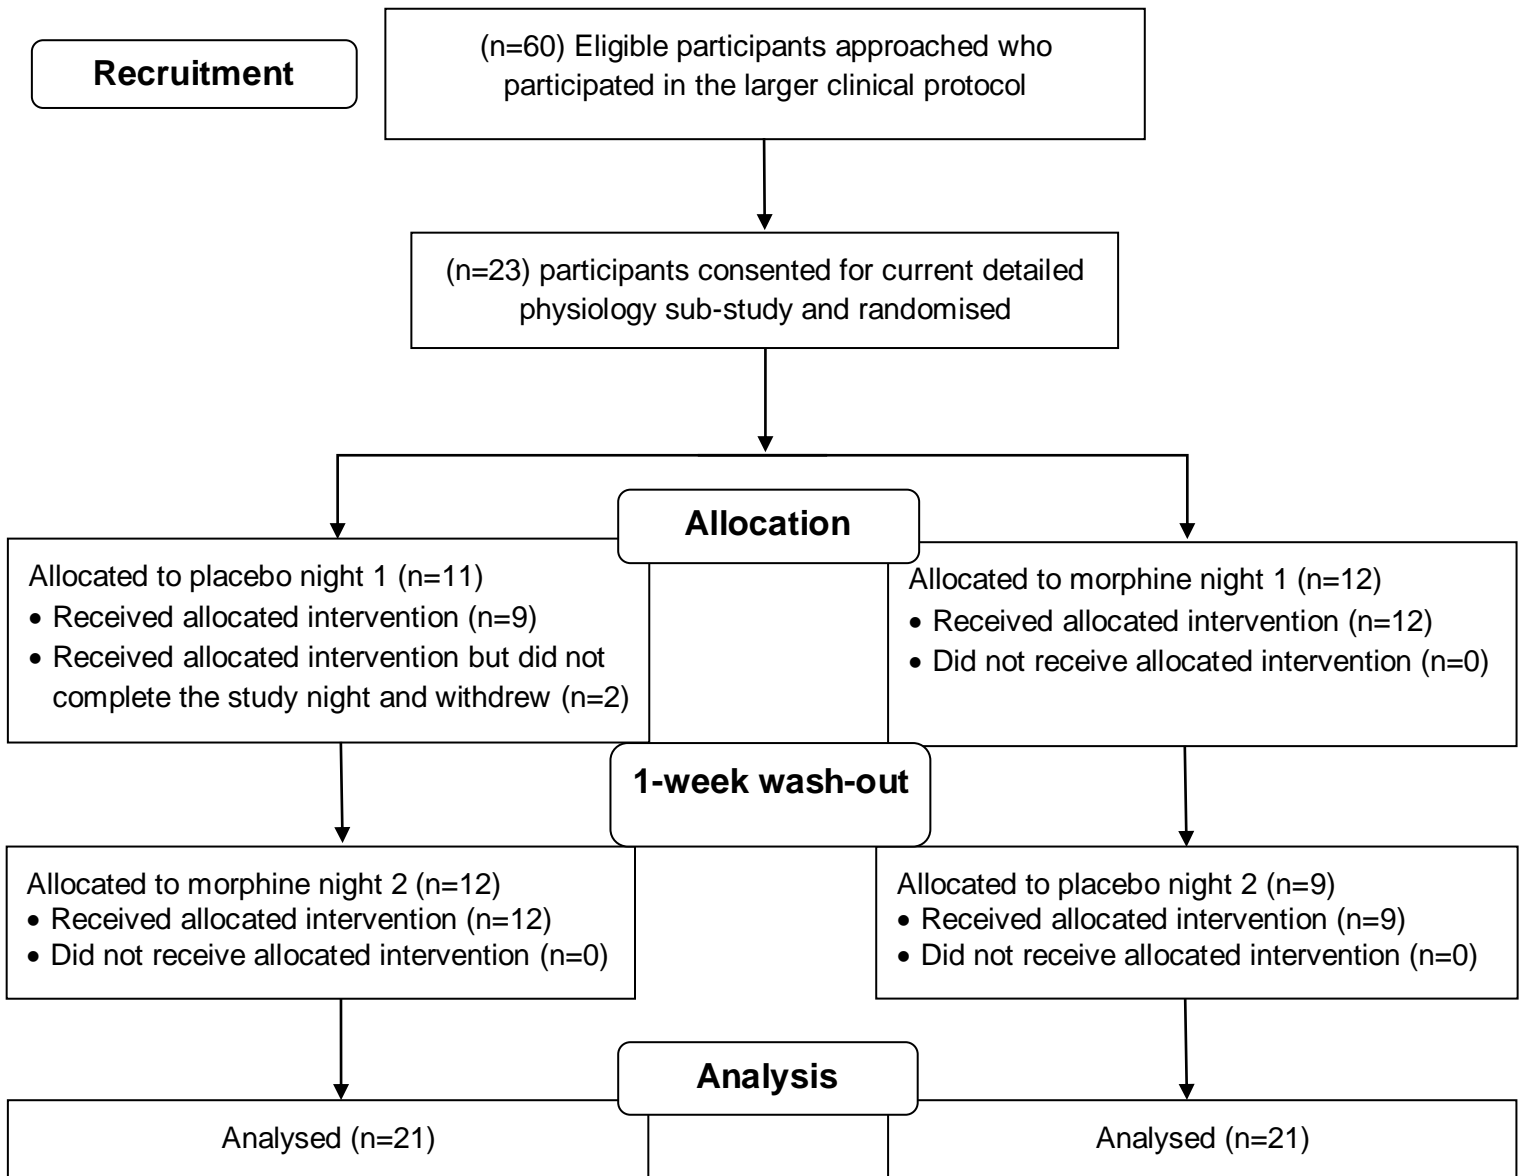 Recruitment
(n=60) Eligible participants approached who
participated in the larger clinical protocol
(n=23) participants consented for current detailed
physiology sub-study and randomised
Allocation
Allocated to placebo night 1 (n=11)
• Received allocated intervention (n=9)
• Received allocated intervention but did not
complete the study night and withdrew (n=2)
Allocated to morphine night 1 (n=12)
• Received allocated intervention (n=12)
• Did not receive allocated intervention (n=0)
1-week wash-out
Allocated to morphine night 2 (n=12)
• Received allocated intervention (n=12)
• Did not receive allocated intervention (n=0)
Allocated to placebo night 2 (n=9)
• Received allocated intervention (n=9)
• Did not receive allocated intervention (n=0)
Analysis
Analysed (n=21)
Analysed (n=21)